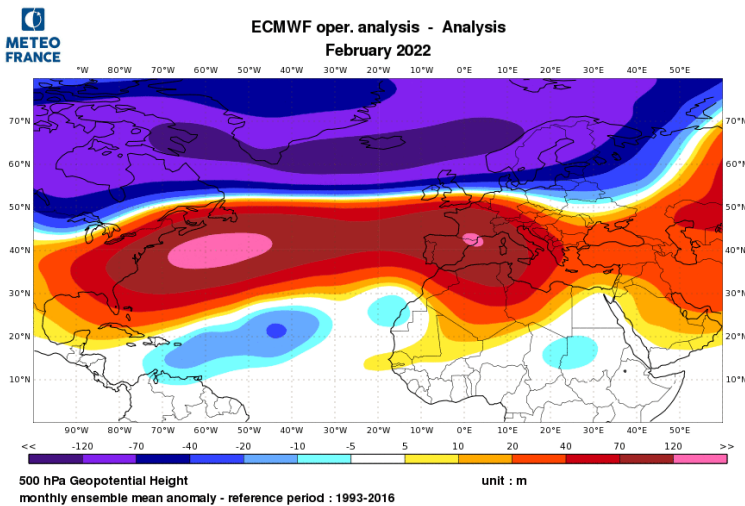 METEO
FRANCE
ECMWF oper. analysis - Analysis
February 2022
°W 80°W 70°W 60°W 50°W 40°W 30°W 20°W 10°W 0°E 10°E 20°E 30°E 40°E 50°E
70°N 70°N
60°N 60°N
50°N 50°N
40°N 40°N
30°N 30°N
20°N 20°N
10°N 10°N
90°W 80°W 70°W 60°W 50°W 40°W 30°W 20°W 10°W 0°E 10°E 20°E 30°E 40°E 50°E
<< -120 -70 -40 -20 -10 -5 5 10 20 40 70 120 >>
500 hPa Geopotential Height unit : m
monthly ensemble mean anomaly - reference period : 1993-2016